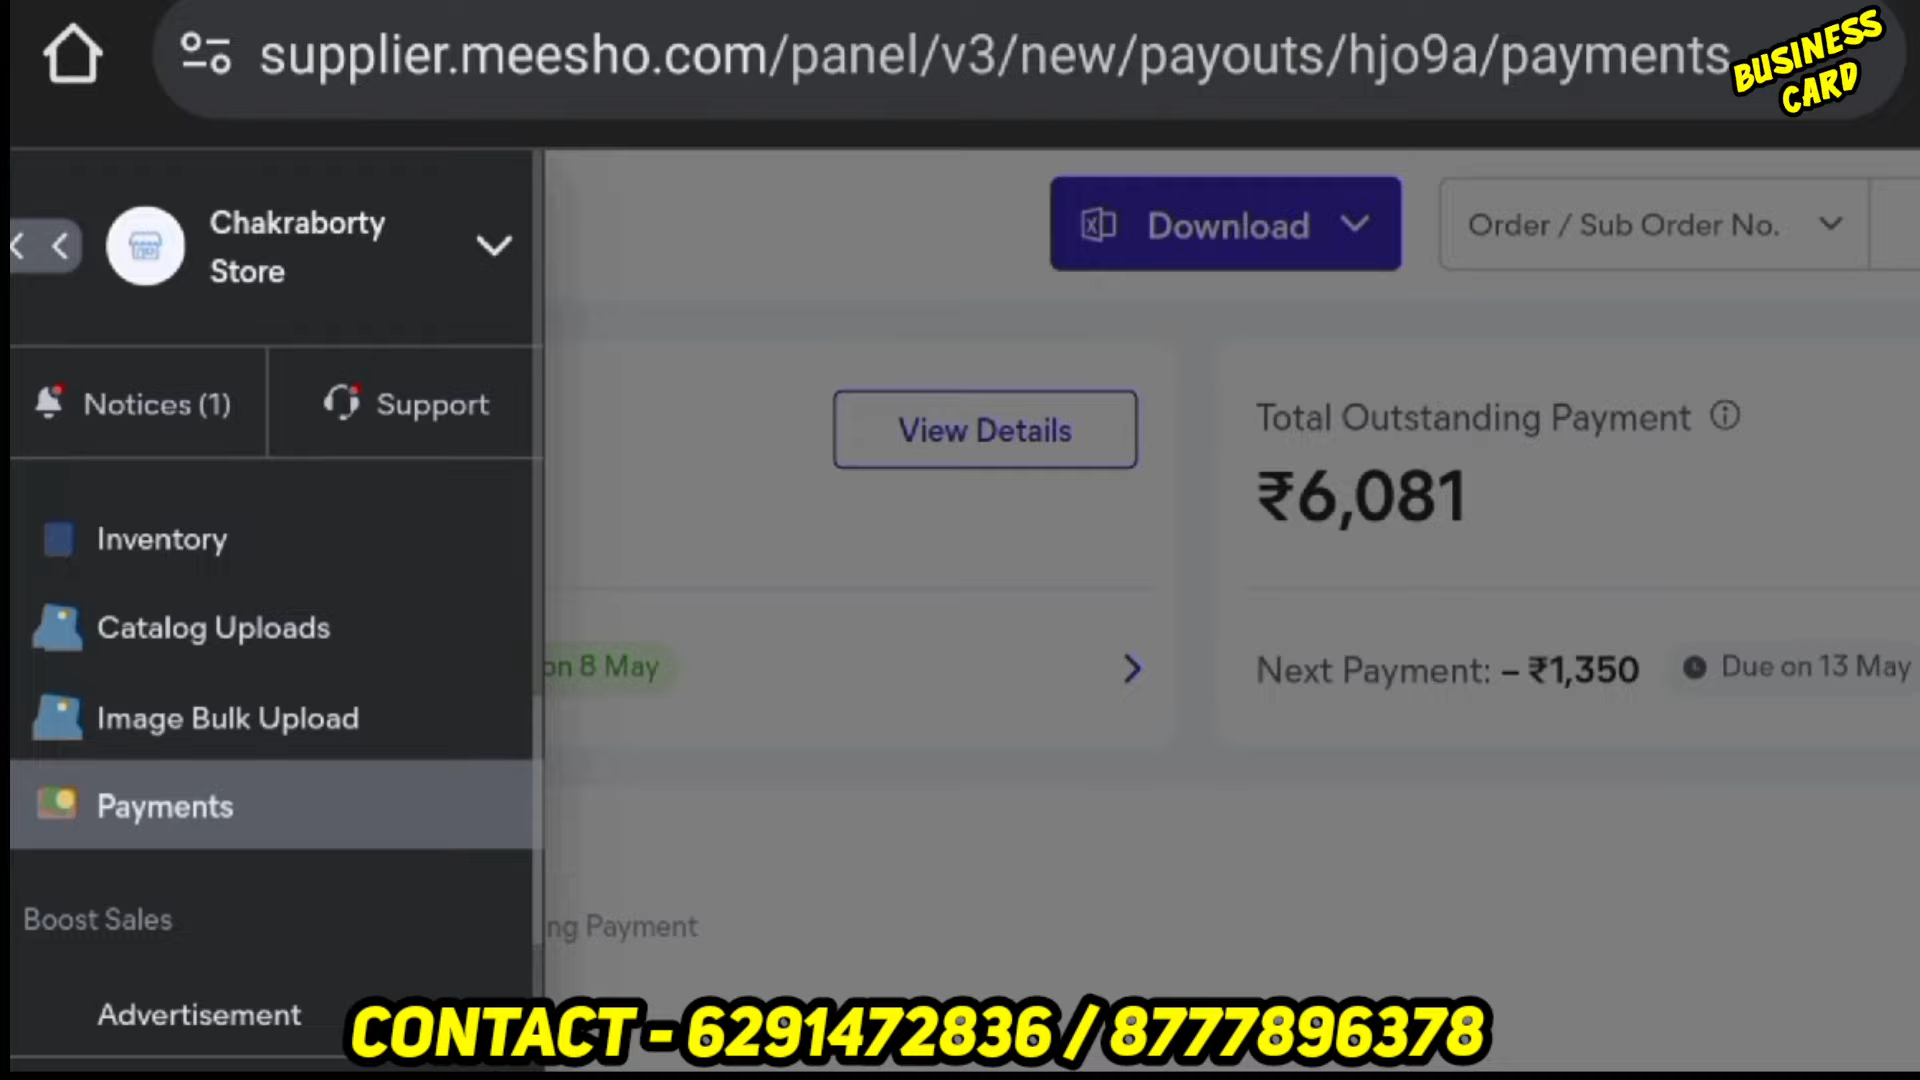 supplier.meesho.com/panel/v3/new/payouts/hjo9a/payments
BUSINESS
CARD
Chakraborty
Store
Download
Order / Sub Order No.
Notices (1)
Support
View Details
Total Outstanding Payment
₹6,081
Inventory
Catalog Uploads
Image Bulk Upload
on 8 May
Next Payment: – ₹1,350
Due on 13 May
Payments
Boost Sales
ng Payment
Advertisement
CONTACT - 6291472836 / 8777896378